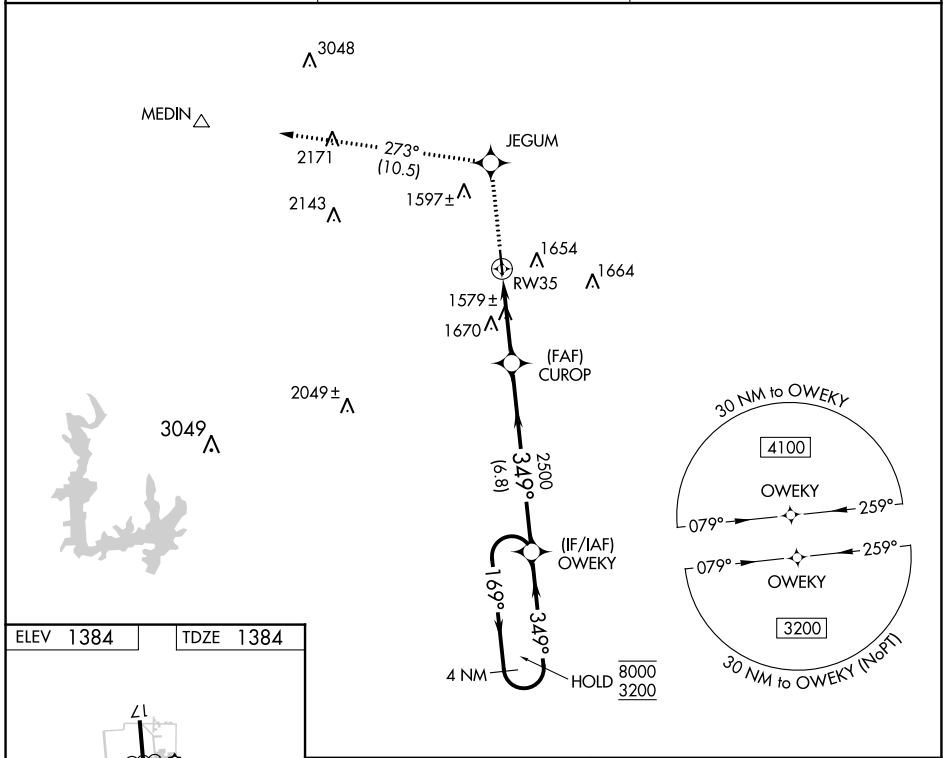 3048
MEDIN
2171
273°
(10.5)
JEGUM
1597±
2143
1654
1664
RW35
1579±
1670
(FAF)
CUROP
2049±
3049
2500
349°
(6.8)
(IF/IAF)
OWEKY
169°
349°
4 NM
HOLD
8000
3200
30 NM to OWEKY
4100
OWEKY
079°
259°
079°
259°
OWEKY
3200
30 NM to OWEKY (NoPT)
ELEV 1384
TDZE 1384
17